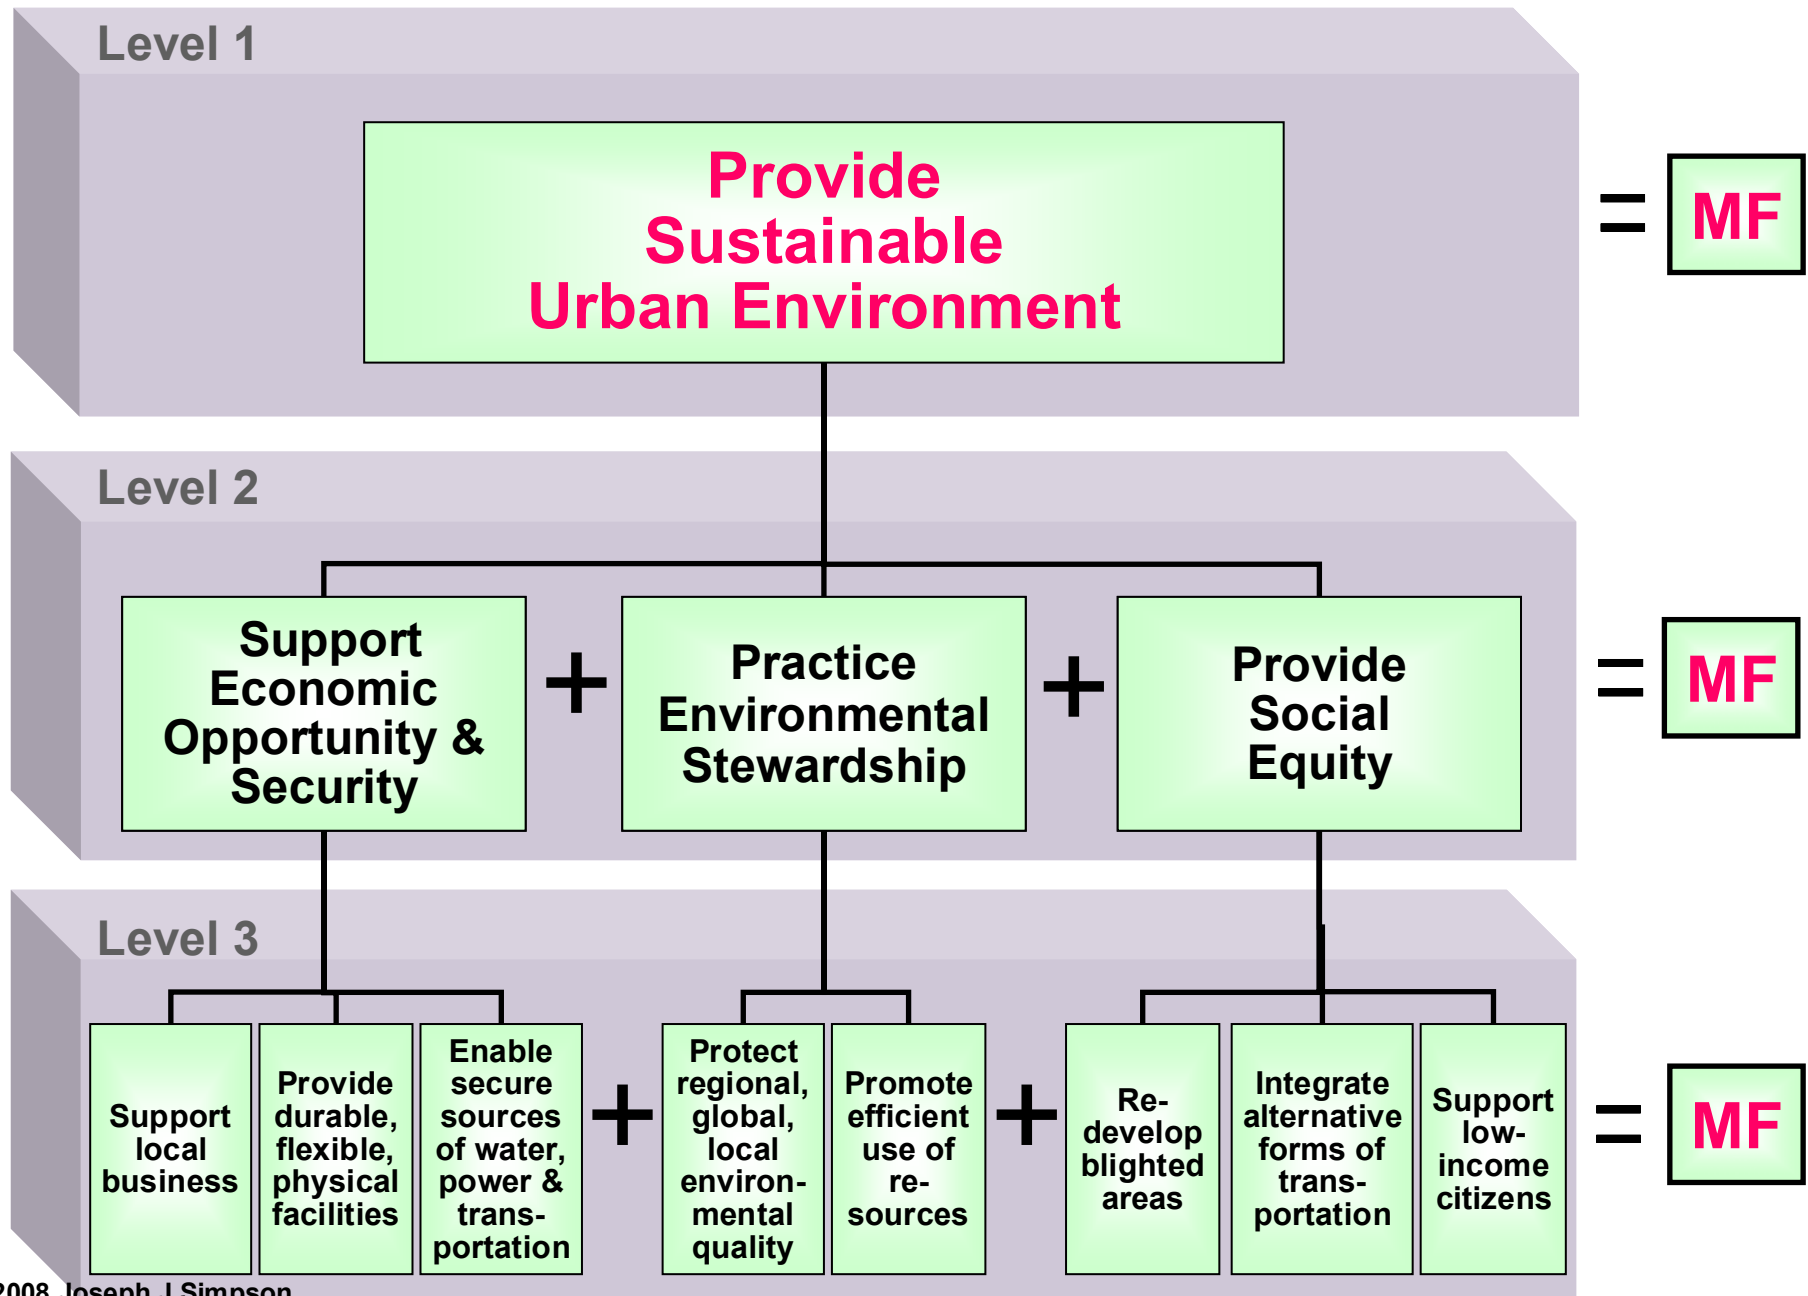 Level 1
Provide
Sustainable
Urban Environment
=
MF
Level 2
Support
Economic
Opportunity &
Security
+
Practice
Environmental
Stewardship
+
Provide
Social
Equity
=
MF
Level 3
Support
local
business
Provide
durable,
flexible,
physical
facilities
Enable
secure
sources
of water,
power &
trans-
portation
+
Protect
regional,
global,
local
environ-
mental
quality
Promote
efficient
use of
re-
sources
+
Re-
develop
blighted
areas
Integrate
alternative
forms of
trans-
portation
Support
low-
income
citizens
=
MF
2008 Joseph J Simpson